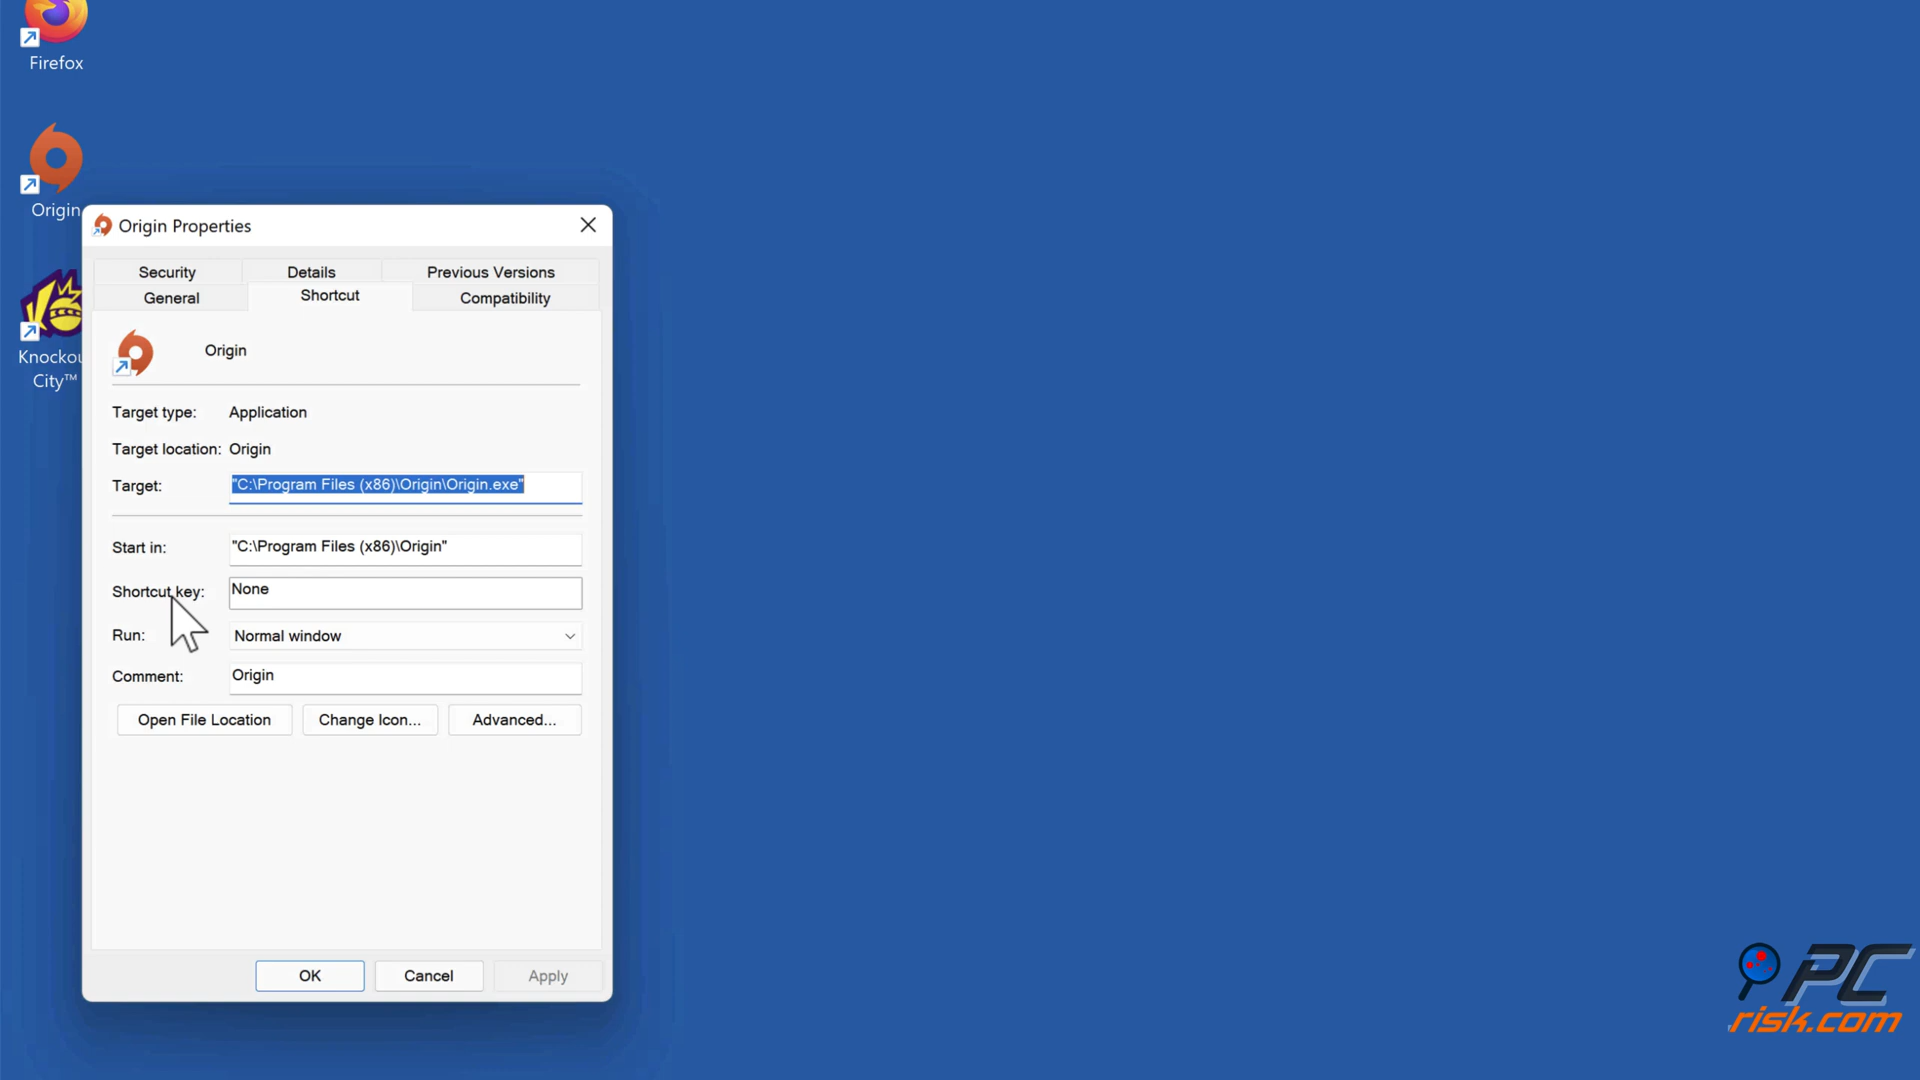 Firefox
Origin
Knockou
City™
Origin Properties
Security Details Previous Versions
General Shortcut Compatibility
Origin
Target type: Application
Target location: Origin
Target: "C:\Program Files (x86)\Origin\Origin.exe"
Start in: "C:\Program Files (x86)\Origin"
Shortcut key: None
Run: Normal window
Comment: Origin
Open File Location Change Icon... Advanced...
OK Cancel Apply
PC
risk.com